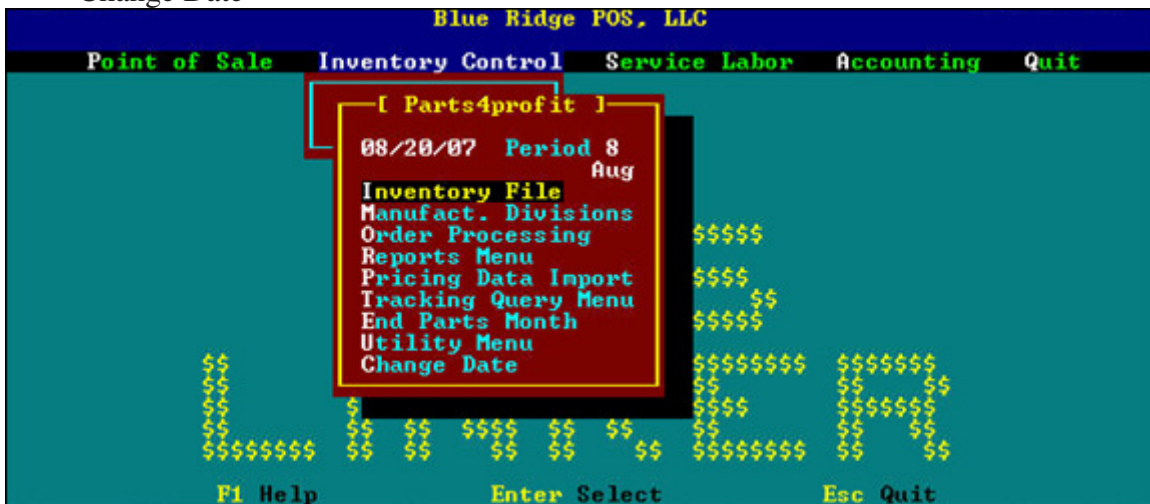 Change Date
Blue Ridge POS, LLC
Point of Sale Inventory Control Service Labor Accounting Quit
[ Parts4profit ]
08/20/07 Period 8
Aug
Inventory File
Manufact. Divisions
Order Processing
Reports Menu
Pricing Data Import
Tracking Query Menu
End Parts Month
Utility Menu
Change Date
F1 Help Enter Select Esc Quit